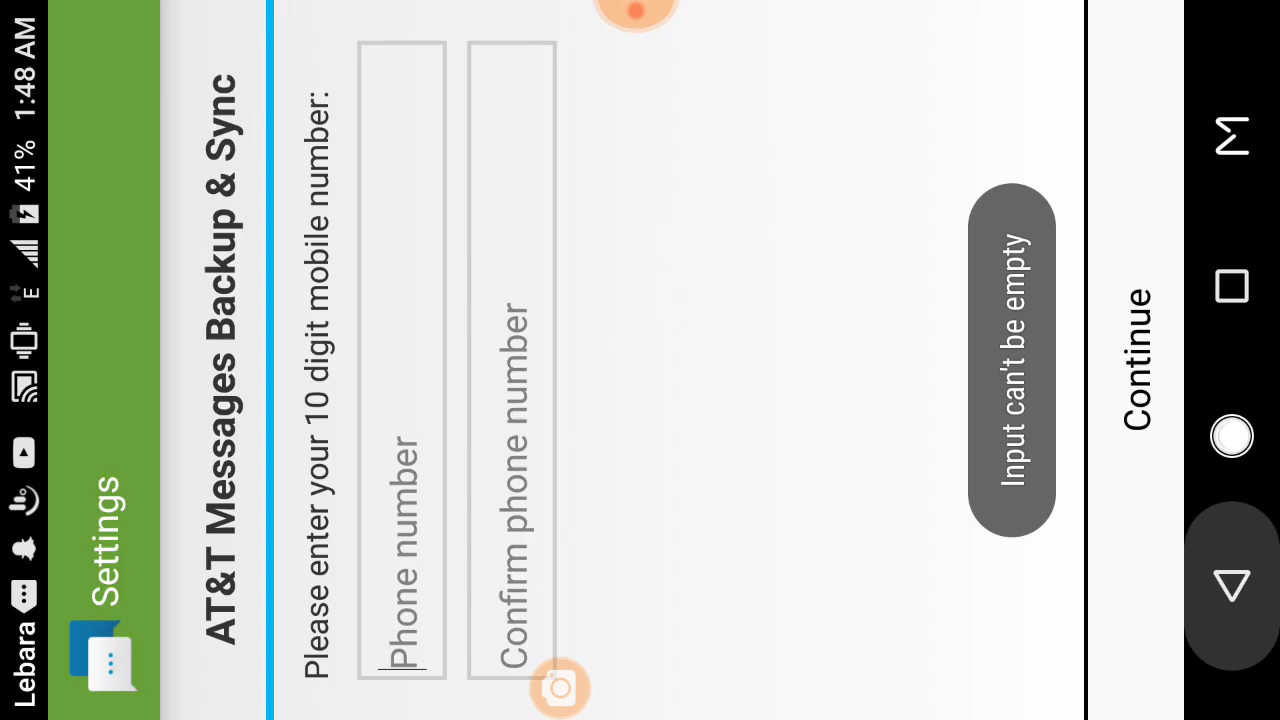 Lebara E 41% 1:48 AM
Settings
AT&T Messages Backup & Sync
Please enter your 10 digit mobile number:
Phone number
Confirm phone number
Input can't be empty
Continue